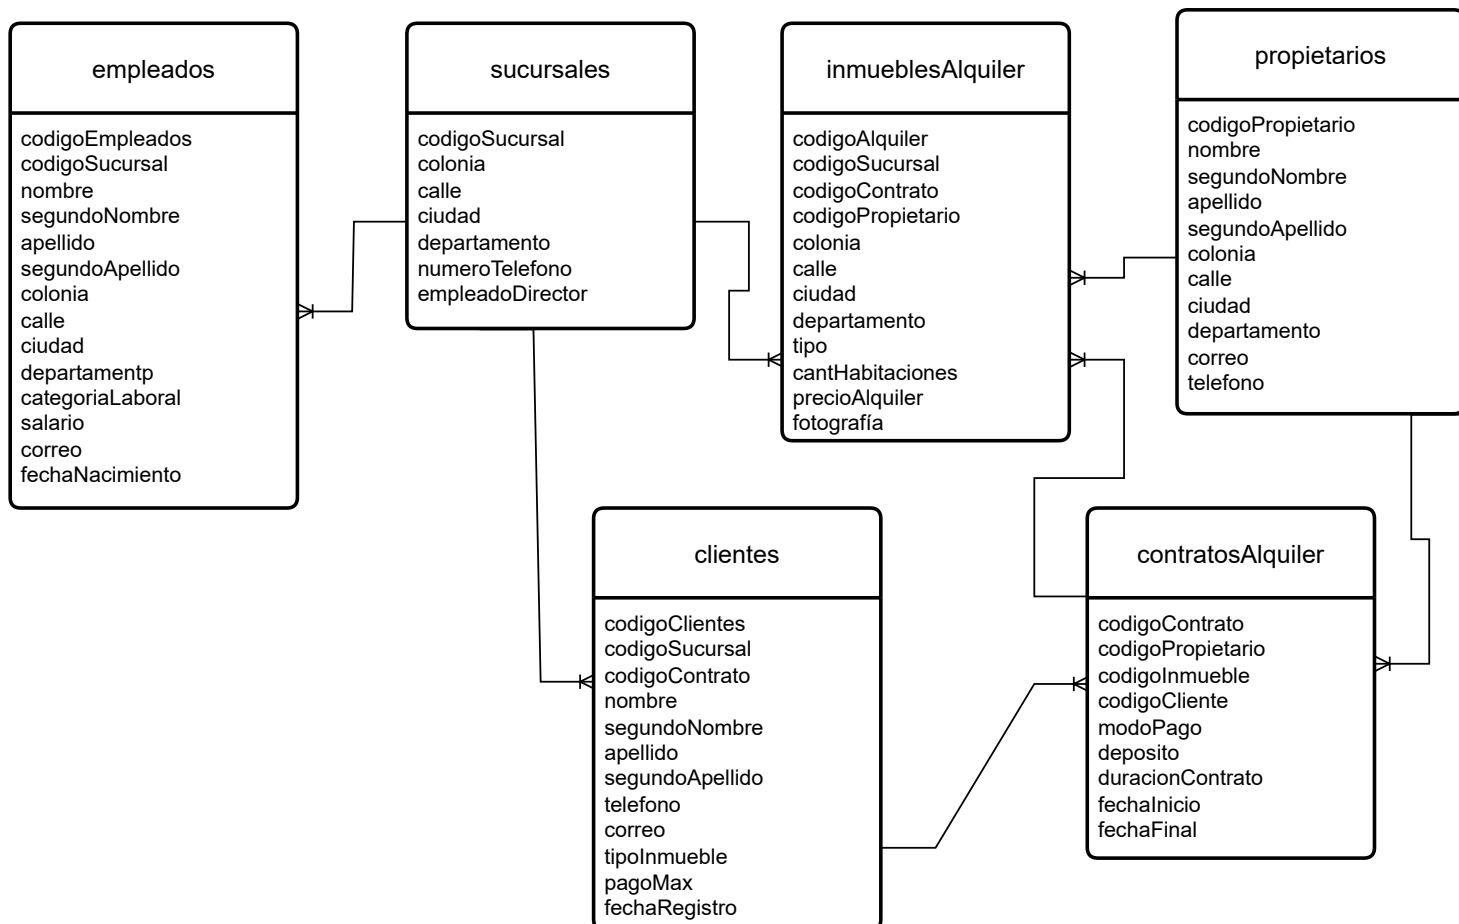 empleados
codigoEmpleados
codigoSucursal
nombre
segundoNombre
apellido
segundoApellido
colonia
calle
ciudad
departamentp
categoriaLaboral
salario
correo
fechaNacimiento
sucursales
codigoSucursal
colonia
calle
ciudad
departamento
numeroTelefono
empleadoDirector
inmueblesAlquiler
codigoAlquiler
codigoSucursal
codigoContrato
codigoPropietario
colonia
calle
ciudad
departamento
tipo
cantHabitaciones
precioAlquiler
fotografía
propietarios
codigoPropietario
nombre
segundoNombre
apellido
segundoApellido
colonia
calle
ciudad
departamento
correo
telefono
clientes
codigoClientes
codigoSucursal
codigoContrato
nombre
segundoNombre
apellido
segundoApellido
telefono
correo
tipoInmueble
pagoMax
fechaRegistro
contratosAlquiler
codigoContrato
codigoPropietario
codigoInmueble
codigoCliente
modoPago
deposito
duracionContrato
fechaInicio
fechaFinal